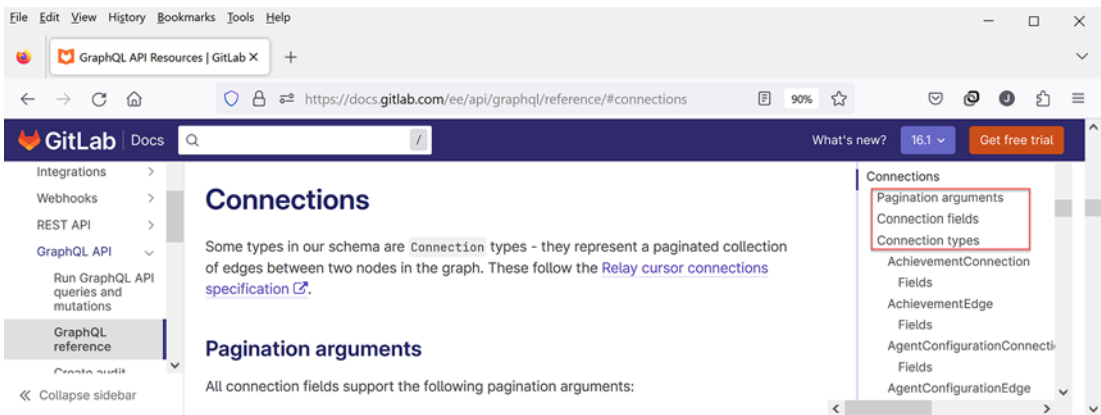 File Edit View History Bookmarks Tools Help
GraphQL API Resources | GitLab
https://docs.gitlab.com/ee/api/graphql/reference/#connections 90%
GitLab Docs / What's new? 16.1 Get free trial
Integrations
Webhooks
REST API
GraphQL API
Run GraphQL API
queries and
mutations
GraphQL
reference
Create audit
Collapse sidebar
Connections
Some types in our schema are Connection types - they represent a paginated collection
of edges between two nodes in the graph. These follow the Relay cursor connections
specification.
Pagination arguments
All connection fields support the following pagination arguments:
Connections
Pagination arguments
Connection fields
Connection types
AchievementConnection
Fields
AchievementEdge
Fields
AgentConfigurationConnecti
Fields
AgentConfigurationEdge